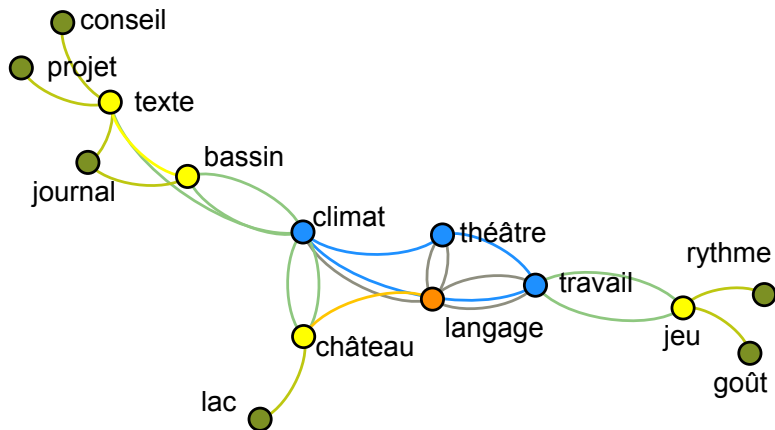 conseil
projet
texte
bassin
journal
climat
théâtre
rythme
travail
langage
jeu
château
goût
lac